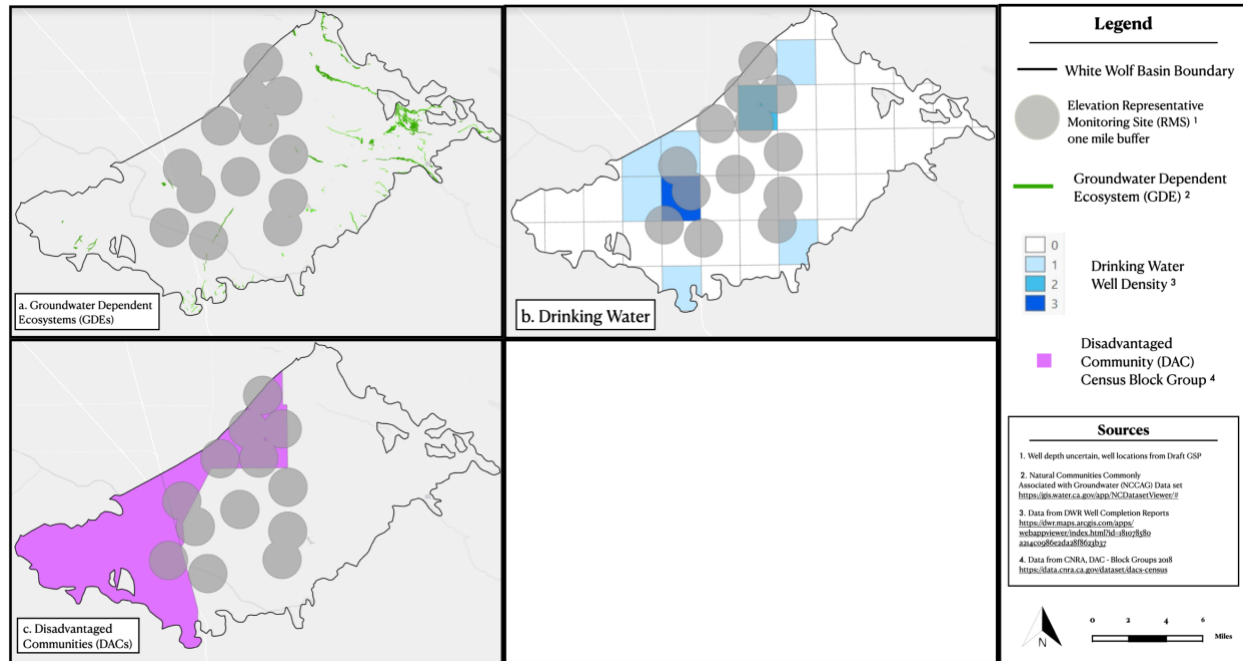 a. Groundwater Dependent
Ecosystems (GDEs)
b. Drinking Water
c. Disadvantaged
Communities (DACs)
Legend
White Wolf Basin Boundary
Elevation Representative
Monitoring Site (RMS) 1
one mile buffer
Groundwater Dependent
Ecosystem (GDE) 2
0
1
2
3
Drinking Water
Well Density 3
Disadvantaged
Community (DAC)
Census Block Group 4
Sources
1. Well depth uncertain, well locations from Draft GSP
2. Natural Communities Commonly
Associated with Groundwater (NCCAG) Data set
https://gis.water.ca.gov/app/NCDatasetViewer/#
3. Data from DWR Well Completion Reports
https://dwr.maps.arcgis.com/apps/
webappviewer/index.html?id=181078580
a214c0986e2da28f8623b37
4. Data from CNRA, DAC - Block Groups 2018
https://data.cnra.ca.gov/dataset/dacs-census
N
0 2 4 6
Miles